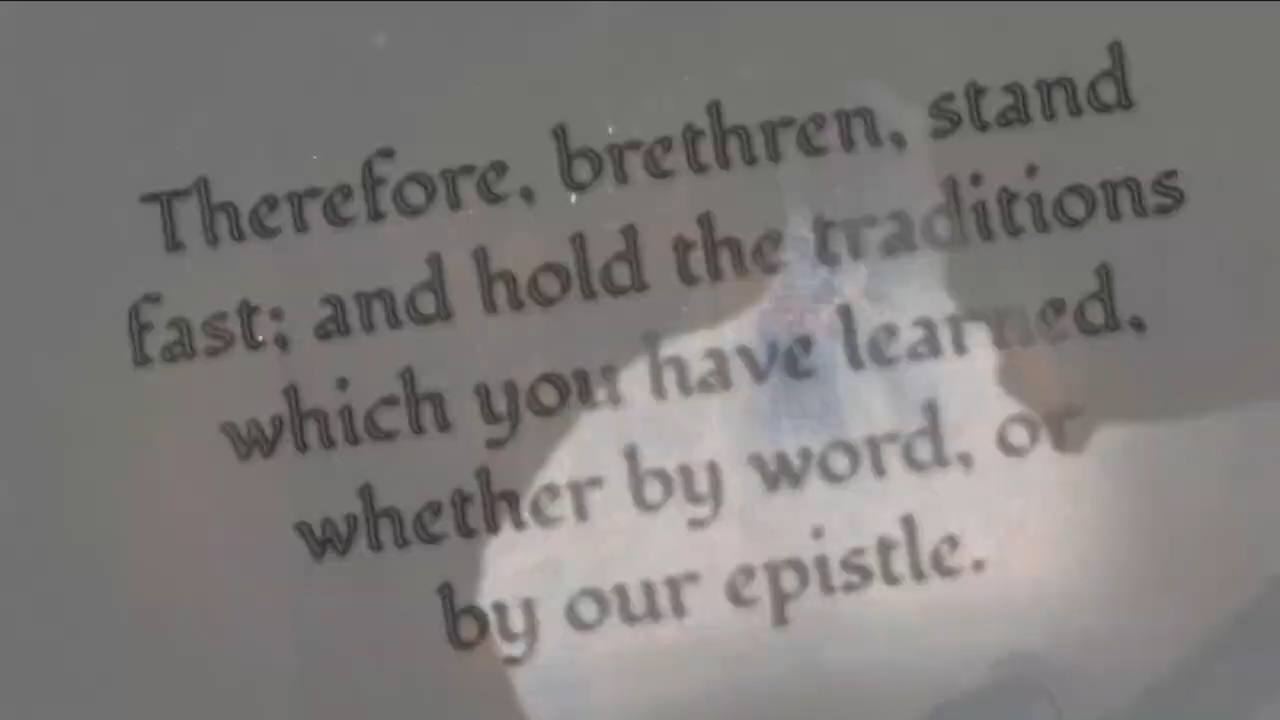 Therefore, brethren, stand
fast; and hold the traditions
which you have learned,
whether by word, or
by our epistle.